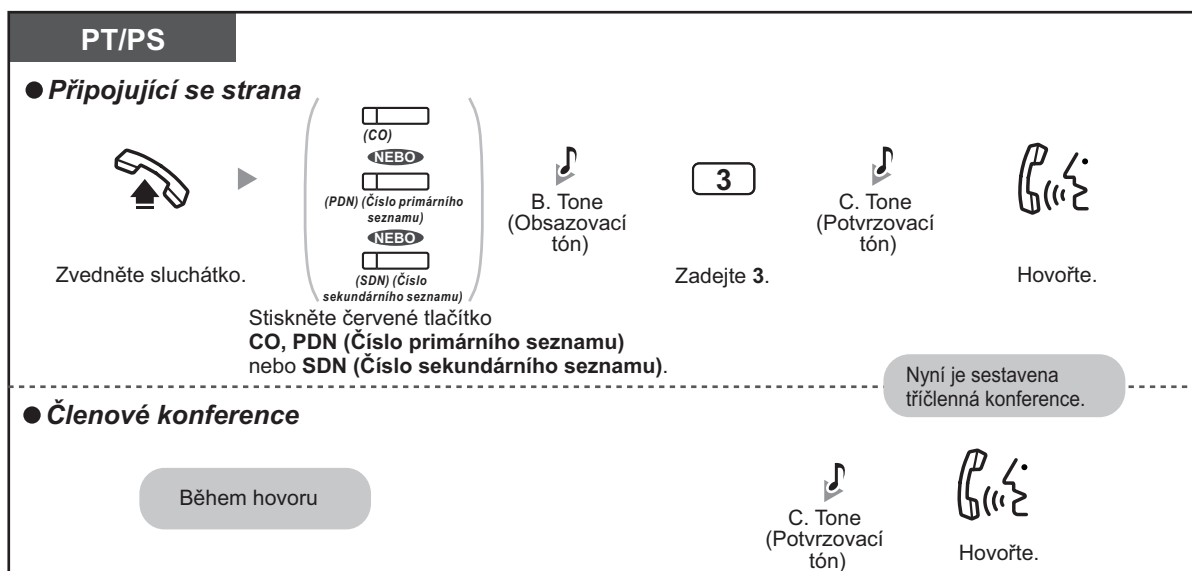 PT/PS
Připojující se strana
(CO)
NEBO
(PDN) (Číslo primárního
seznamu)
NEBO
(SDN) (Číslo
sekundárního seznamu)
Zvedněte sluchátko.
Stiskněte červené tlačítko
CO, PDN (Číslo primárního seznamu)
nebo SDN (Číslo sekundárního seznamu).
B. Tone
(Obsazovací
tón)
3
Zadejte 3.
C. Tone
(Potvrzovací
tón)
Hovořte.
Nyní je sestavena
tříčlenná konference.
Členové konference
Během hovoru
C. Tone
(Potvrzovací
tón)
Hovořte.